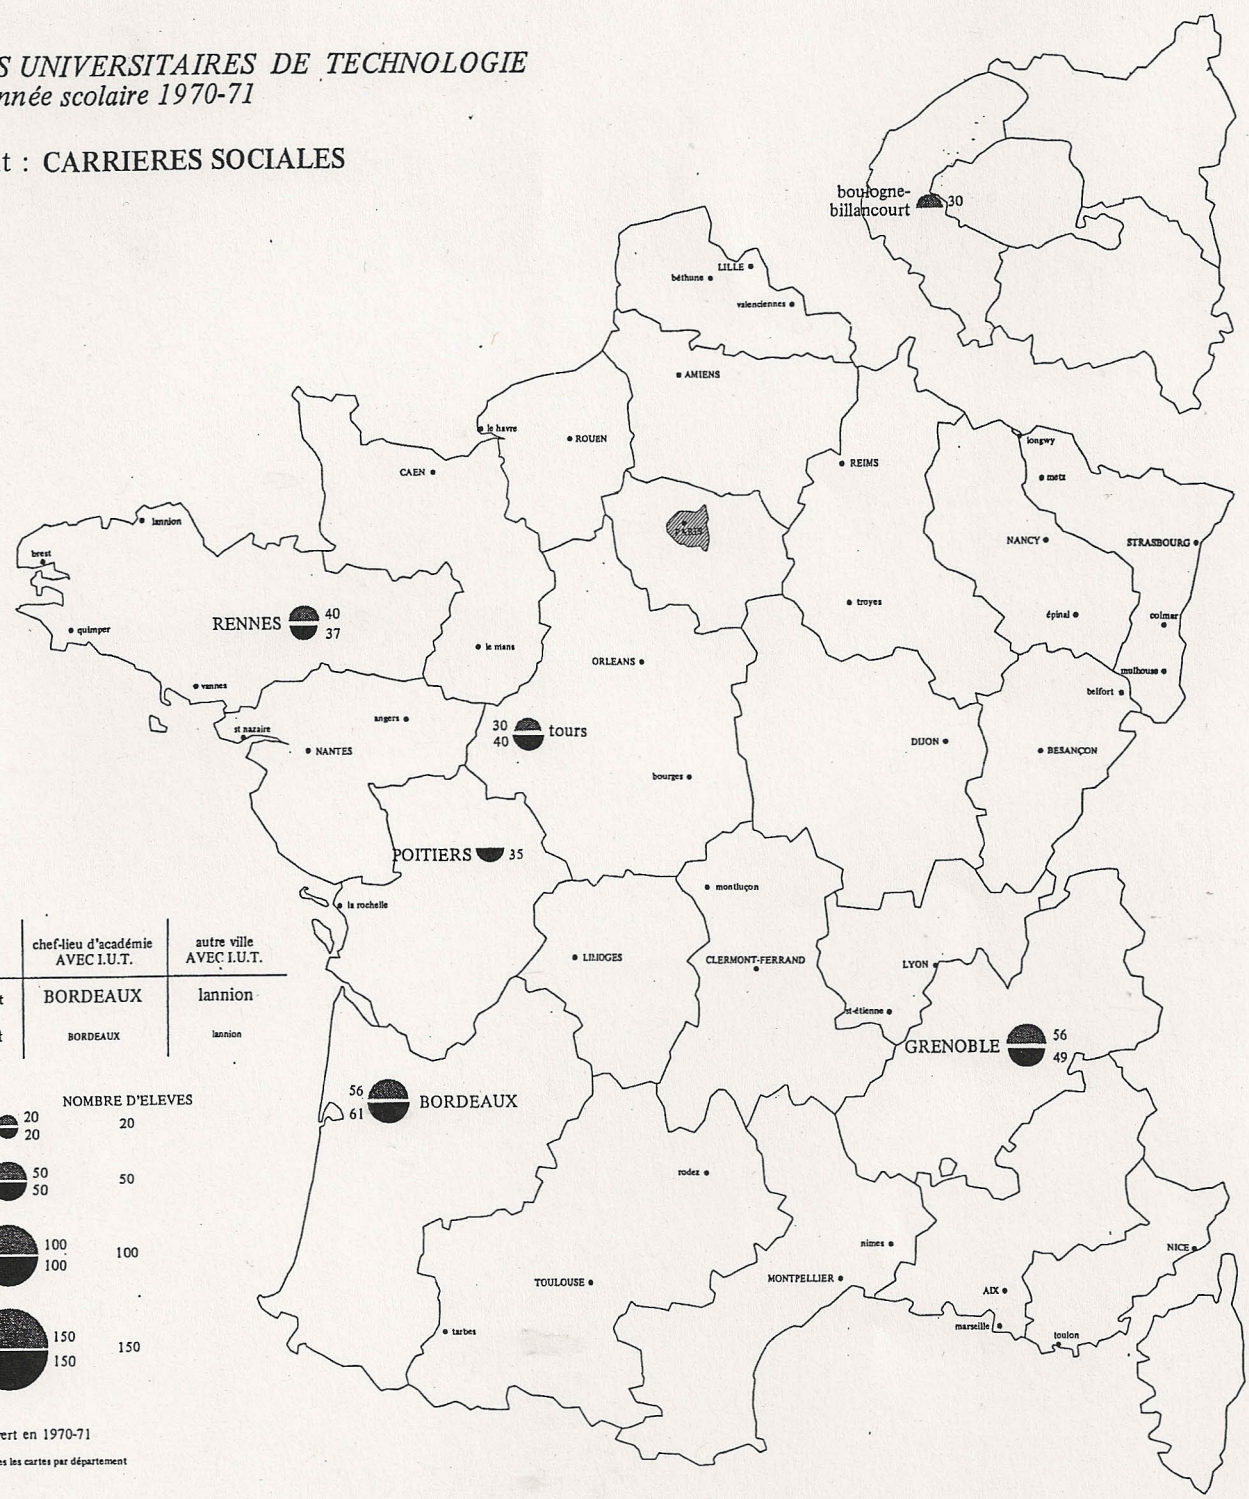 S UNIVERSITAIRES DE TECHNOLOGIE
nnée scolaire 1970-71
t : CARRIERES SOCIALES
boulogne-
billancourt
30
LILLE
béthune
valenciennes
AMIENS
le havre
ROUEN
CAEN
REIMS
longwy
metz
lannion
brest
PARIS
NANCY
STRASBOURG
troyes
épinal
colmar
quimper
RENNES
40
37
le mans
ORLEANS
mulhouse
belfort
vannes
angers
st nazaire
NANTES
30
40
tours
DIJON
BESANÇON
bourges
POITIERS
35
montluçon
la rochelle
chef-lieu d'académie
AVEC I.U.T.
autre ville
AVEC I.U.T.
LIMOGES
CLERMONT-FERRAND
LYON
t
BORDEAUX
lannion
st-étienne
t
BORDEAUX
lannion
GRENOBLE
56
49
56
61
BORDEAUX
NOMBRE D'ELEVES
20
20
20
50
50
50
100
100
100
150
150
150
rodez
nimes
NICE
TOULOUSE
MONTPELLIER
AIX
tarbes
marseille
toulon
ert en 1970-71
es les cartes par département